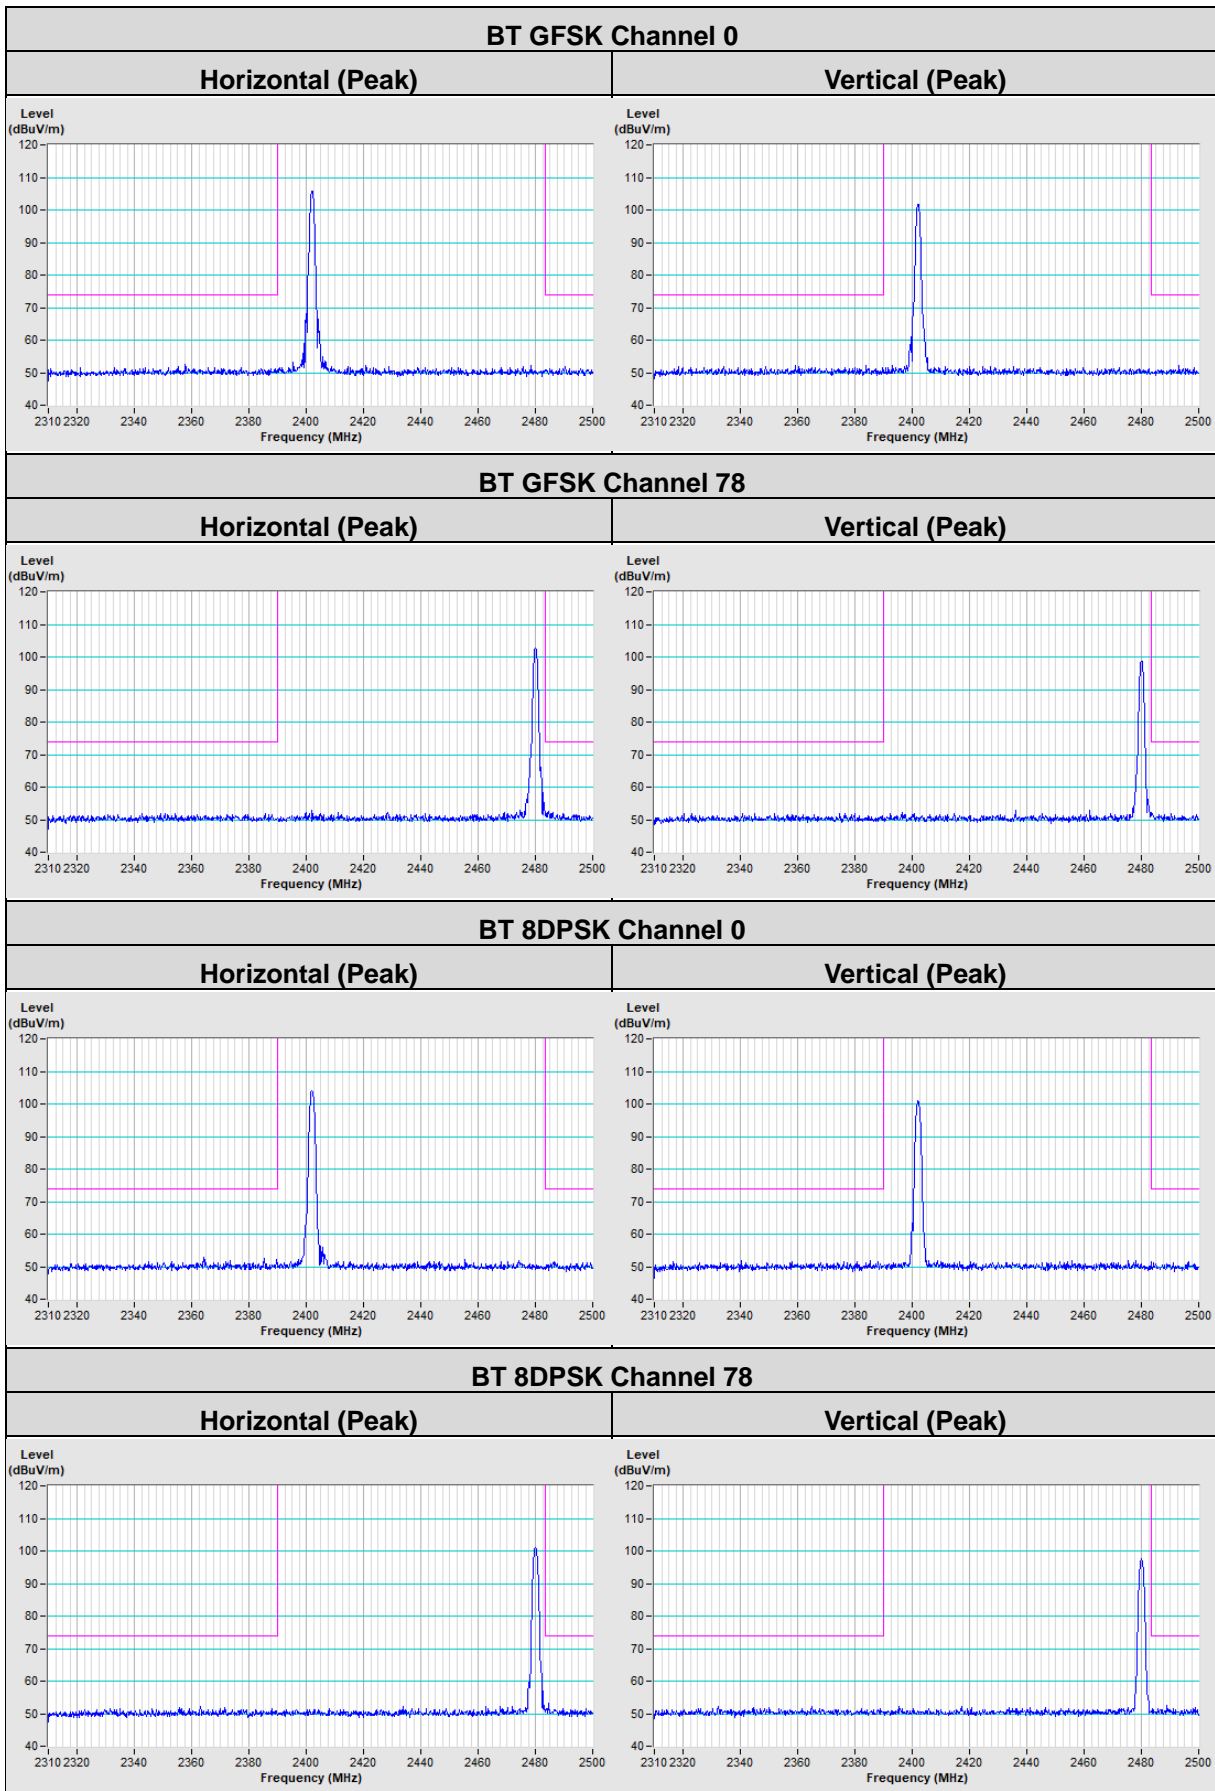 BT GFSK Channel 0
Horizontal (Peak) Vertical (Peak)
Level
(dBuV/m)
120
110
100
90
80
70
60
50
40
2310 2320 2340 2360 2380 2400 2420 2440 2460 2480 2500
Frequency (MHz)
Level
(dBuV/m)
120
110
100
90
80
70
60
50
40
2310 2320 2340 2360 2380 2400 2420 2440 2460 2480 2500
Frequency (MHz)
BT GFSK Channel 78
Horizontal (Peak) Vertical (Peak)
Level
(dBuV/m)
120
110
100
90
80
70
60
50
40
2310 2320 2340 2360 2380 2400 2420 2440 2460 2480 2500
Frequency (MHz)
Level
(dBuV/m)
120
110
100
90
80
70
60
50
40
2310 2320 2340 2360 2380 2400 2420 2440 2460 2480 2500
Frequency (MHz)
BT 8DPSK Channel 0
Horizontal (Peak) Vertical (Peak)
Level
(dBuV/m)
120
110
100
90
80
70
60
50
40
2310 2320 2340 2360 2380 2400 2420 2440 2460 2480 2500
Frequency (MHz)
Level
(dBuV/m)
120
110
100
90
80
70
60
50
40
2310 2320 2340 2360 2380 2400 2420 2440 2460 2480 2500
Frequency (MHz)
BT 8DPSK Channel 78
Horizontal (Peak) Vertical (Peak)
Level
(dBuV/m)
120
110
100
90
80
70
60
50
40
2310 2320 2340 2360 2380 2400 2420 2440 2460 2480 2500
Frequency (MHz)
Level
(dBuV/m)
120
110
100
90
80
70
60
50
40
2310 2320 2340 2360 2380 2400 2420 2440 2460 2480 2500
Frequency (MHz)